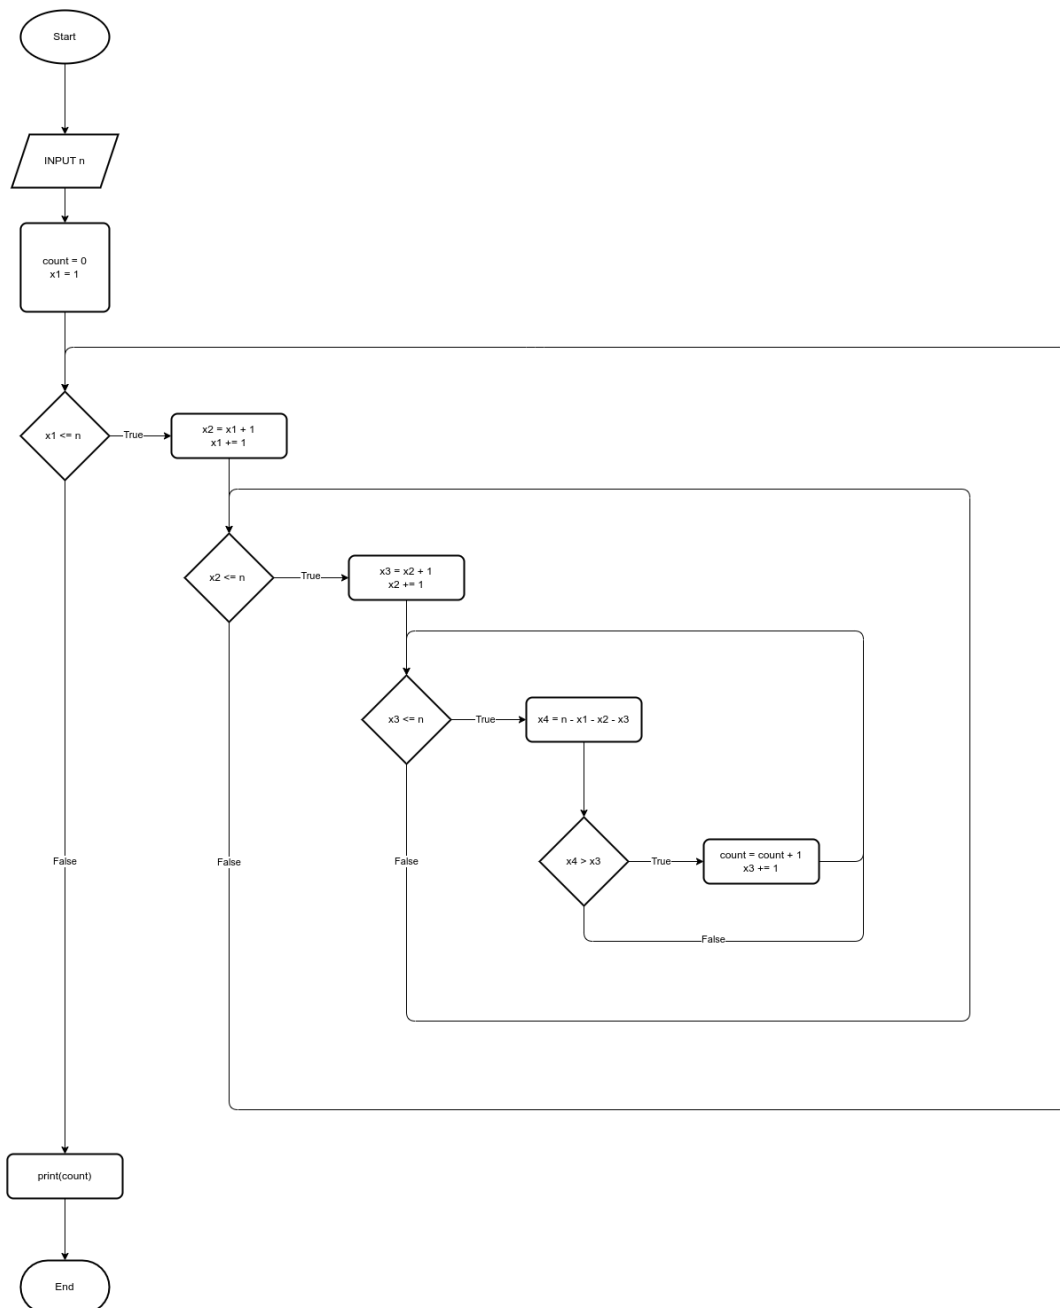 Start
INPUT n
count = 0
x1 = 1
x1 <= n
True
x2 = x1 + 1
x1 += 1
x2 <= n
True
x3 = x2 + 1
x2 += 1
x3 <= n
True
x4 = n - x1 - x2 - x3
False
False
False
x4 > x3
True
count = count + 1
x3 += 1
False
print(count)
End